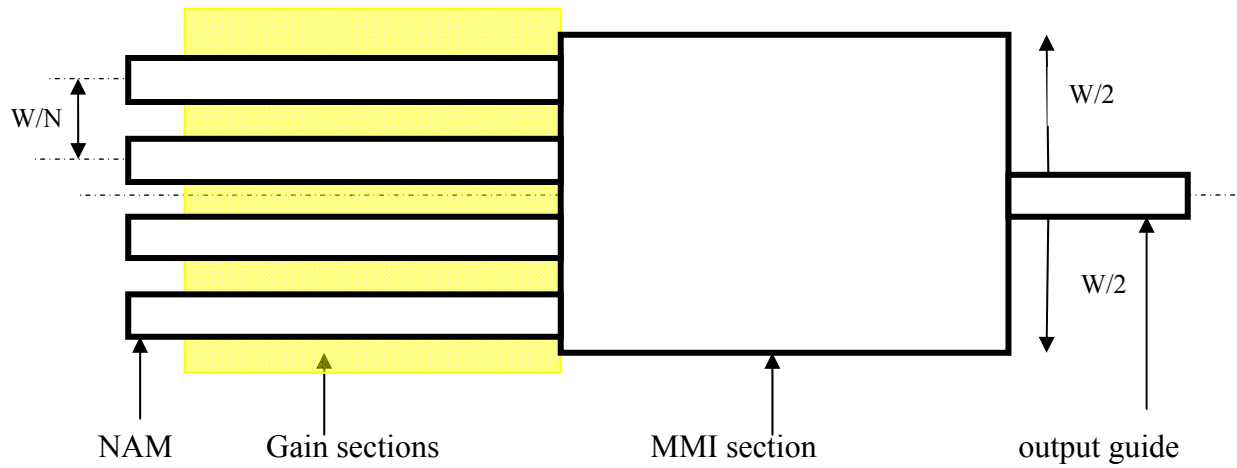 W/N
W/2
W/2
NAM
Gain sections
MMI section
output guide